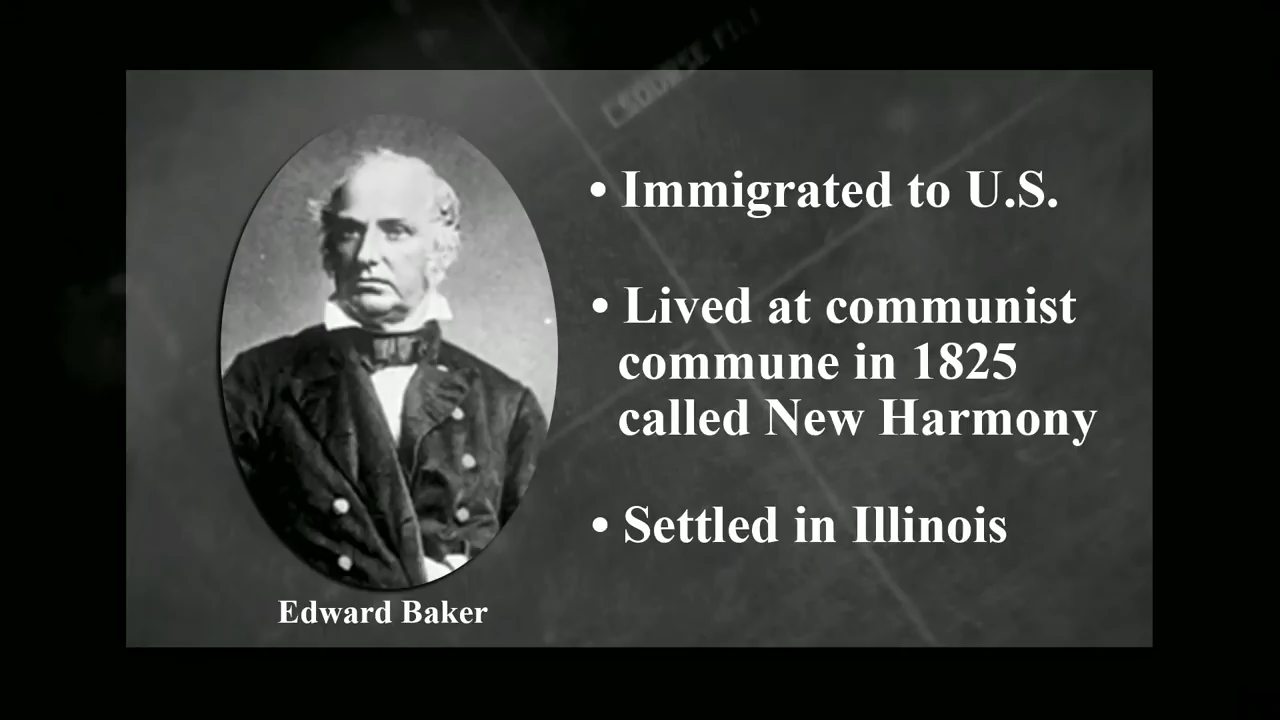 • Immigrated to U.S.
• Lived at communist
commune in 1825
called New Harmony
• Settled in Illinois
Edward Baker